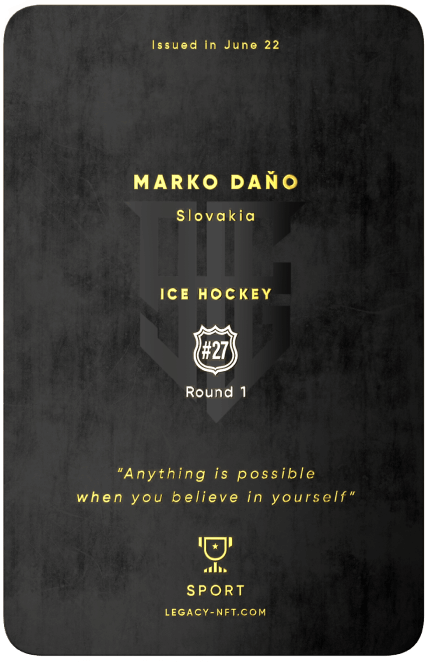 Issued in June 22
MARKO DAŇO
Slovakia
ICE HOCKEY
#27
Round 1
“Anything is possible
when you believe in yourself”
SPORT
LEGACY-NFT.COM